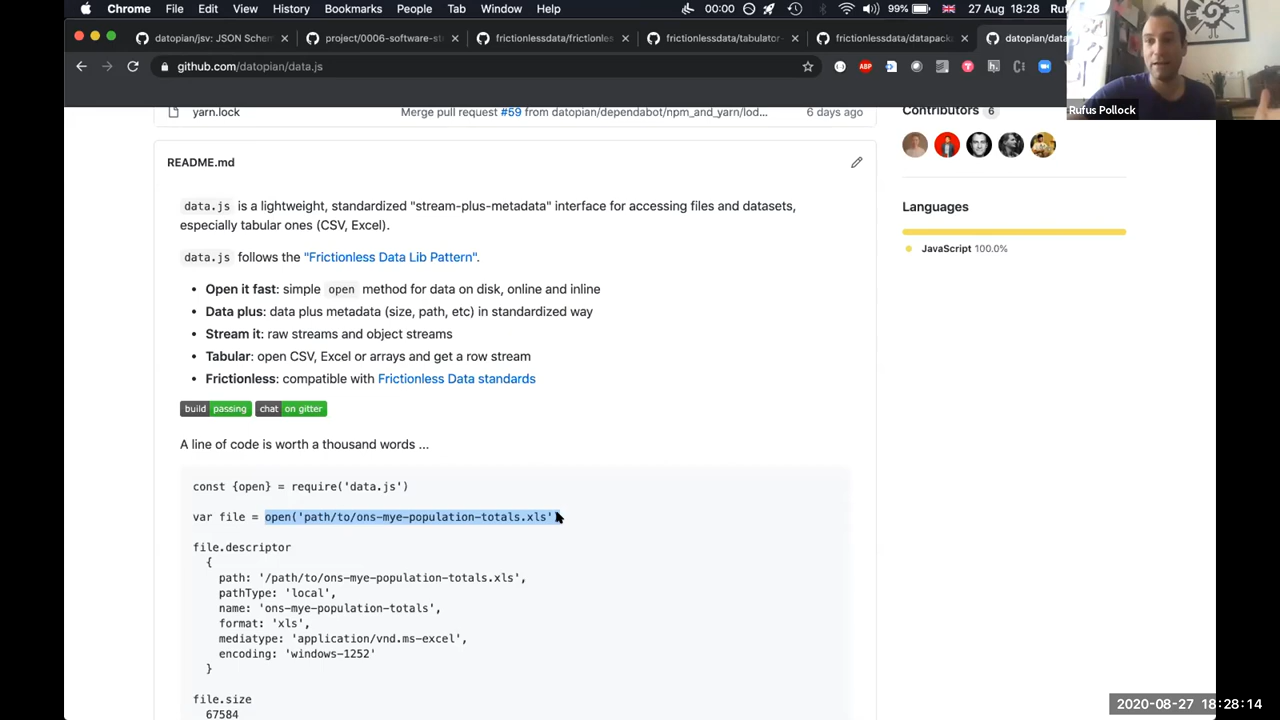 Chrome File Edit View History Bookmarks People Tab Window Help 00:00 99% 27 Aug 18:28
datopian/jsv: JSON Schem
frictionlessdata/frictionles
frictionlessdata/tabulato
frictionlessdata/datapack
github.com/datopian/data.js
ABP
Rufus Pollock
yarn.lock Merge pull request #59 from datopian/dependabot/npm_and_yarn/lod... 6 days ago
Contributors 6
README.md
data.js is a lightweight, standardized "stream-plus-metadata" interface for accessing files and datasets,
especially tabular ones (CSV, Excel).
data.js follows the "Frictionless Data Lib Pattern".
• Open it fast: simple open method for data on disk, online and inline
• Data plus: data plus metadata (size, path, etc) in standardized way
• Stream it: raw streams and object streams
• Tabular: open CSV, Excel or arrays and get a row stream
• Frictionless: compatible with Frictionless Data standards
build passing chat on gitter
A line of code is worth a thousand words ...
const {open} = require('data.js')
var file = open('path/to/ons-mye-population-totals.xls')
file.descriptor
{
path: '/path/to/ons-mye-population-totals.xls',
pathType: 'local',
name: 'ons-mye-population-totals',
format: 'xls',
mediatype: 'application/vnd.ms-excel',
encoding: 'windows-1252'
}
file.size
67584
Languages
JavaScript 100.0%
2020-08-27 18:28:14